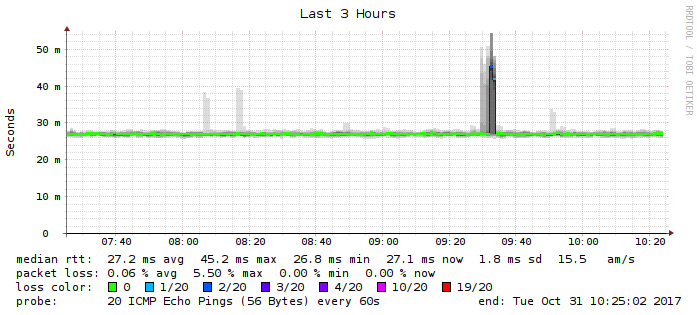 Last 3 Hours
RRDTOOL / TOBI OETIKER
Seconds
50 m
40 m
30 m
20 m
10 m
0
07:40 08:00 08:20 08:40 09:00 09:20 09:40 10:00 10:20
median rtt: 27.2 ms avg 45.2 ms max 26.8 ms min 27.1 ms now 1.8 ms sd 15.5 am/s
packet loss: 0.06 % avg 5.50 % max 0.00 % min 0.00 % now
loss color: 0 1/20 2/20 3/20 4/20 10/20 19/20
probe: 20 ICMP Echo Pings (56 Bytes) every 60s end: Tue Oct 31 10:25:02 2017